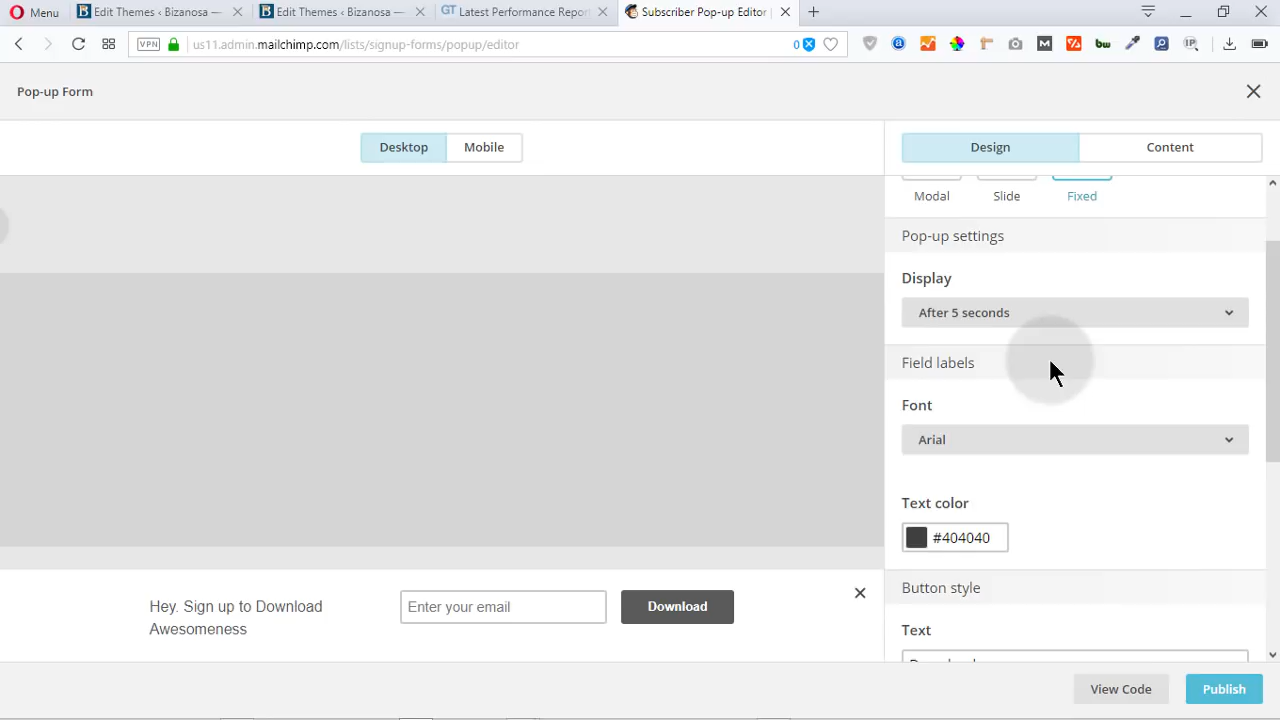 Menu
Edit Themes ‹ Bizanosa —
Edit Themes ‹ Bizanosa —
Latest Performance Repor
Subscriber Pop-up Editor
VPN
us11.admin.mailchimp.com/lists/signup-forms/popup/editor
0
Pop-up Form
Desktop
Mobile
Design
Content
Modal
Slide
Fixed
Pop-up settings
Display
After 5 seconds
Field labels
Font
Arial
Text color
#404040
Button style
Text
Hey. Sign up to Download
Awesomeness
Enter your email
Download
View Code
Publish